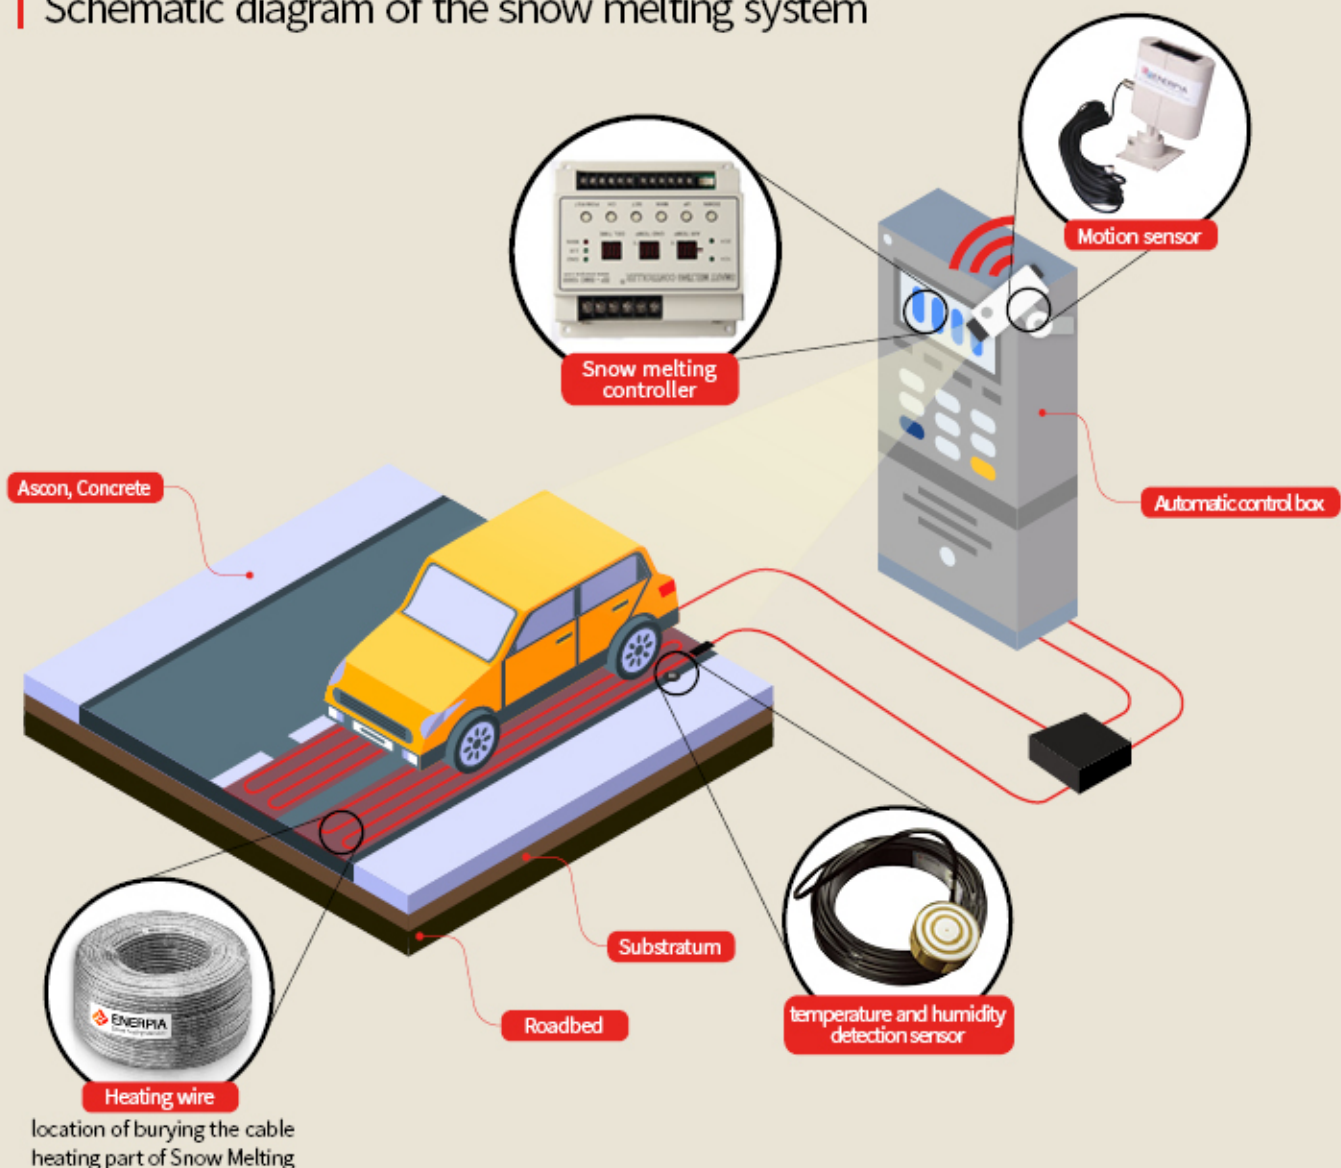 Schematic diagram of the snow melting system
ENERPIA
Motion sensor
Snow melting
controller
Ascon, Concrete
Automatic control box
Substratum
temperature and humidity
detection sensor
Roadbed
ENERPIA
Heating wire
location of burying the cable
heating part of Snow Melting